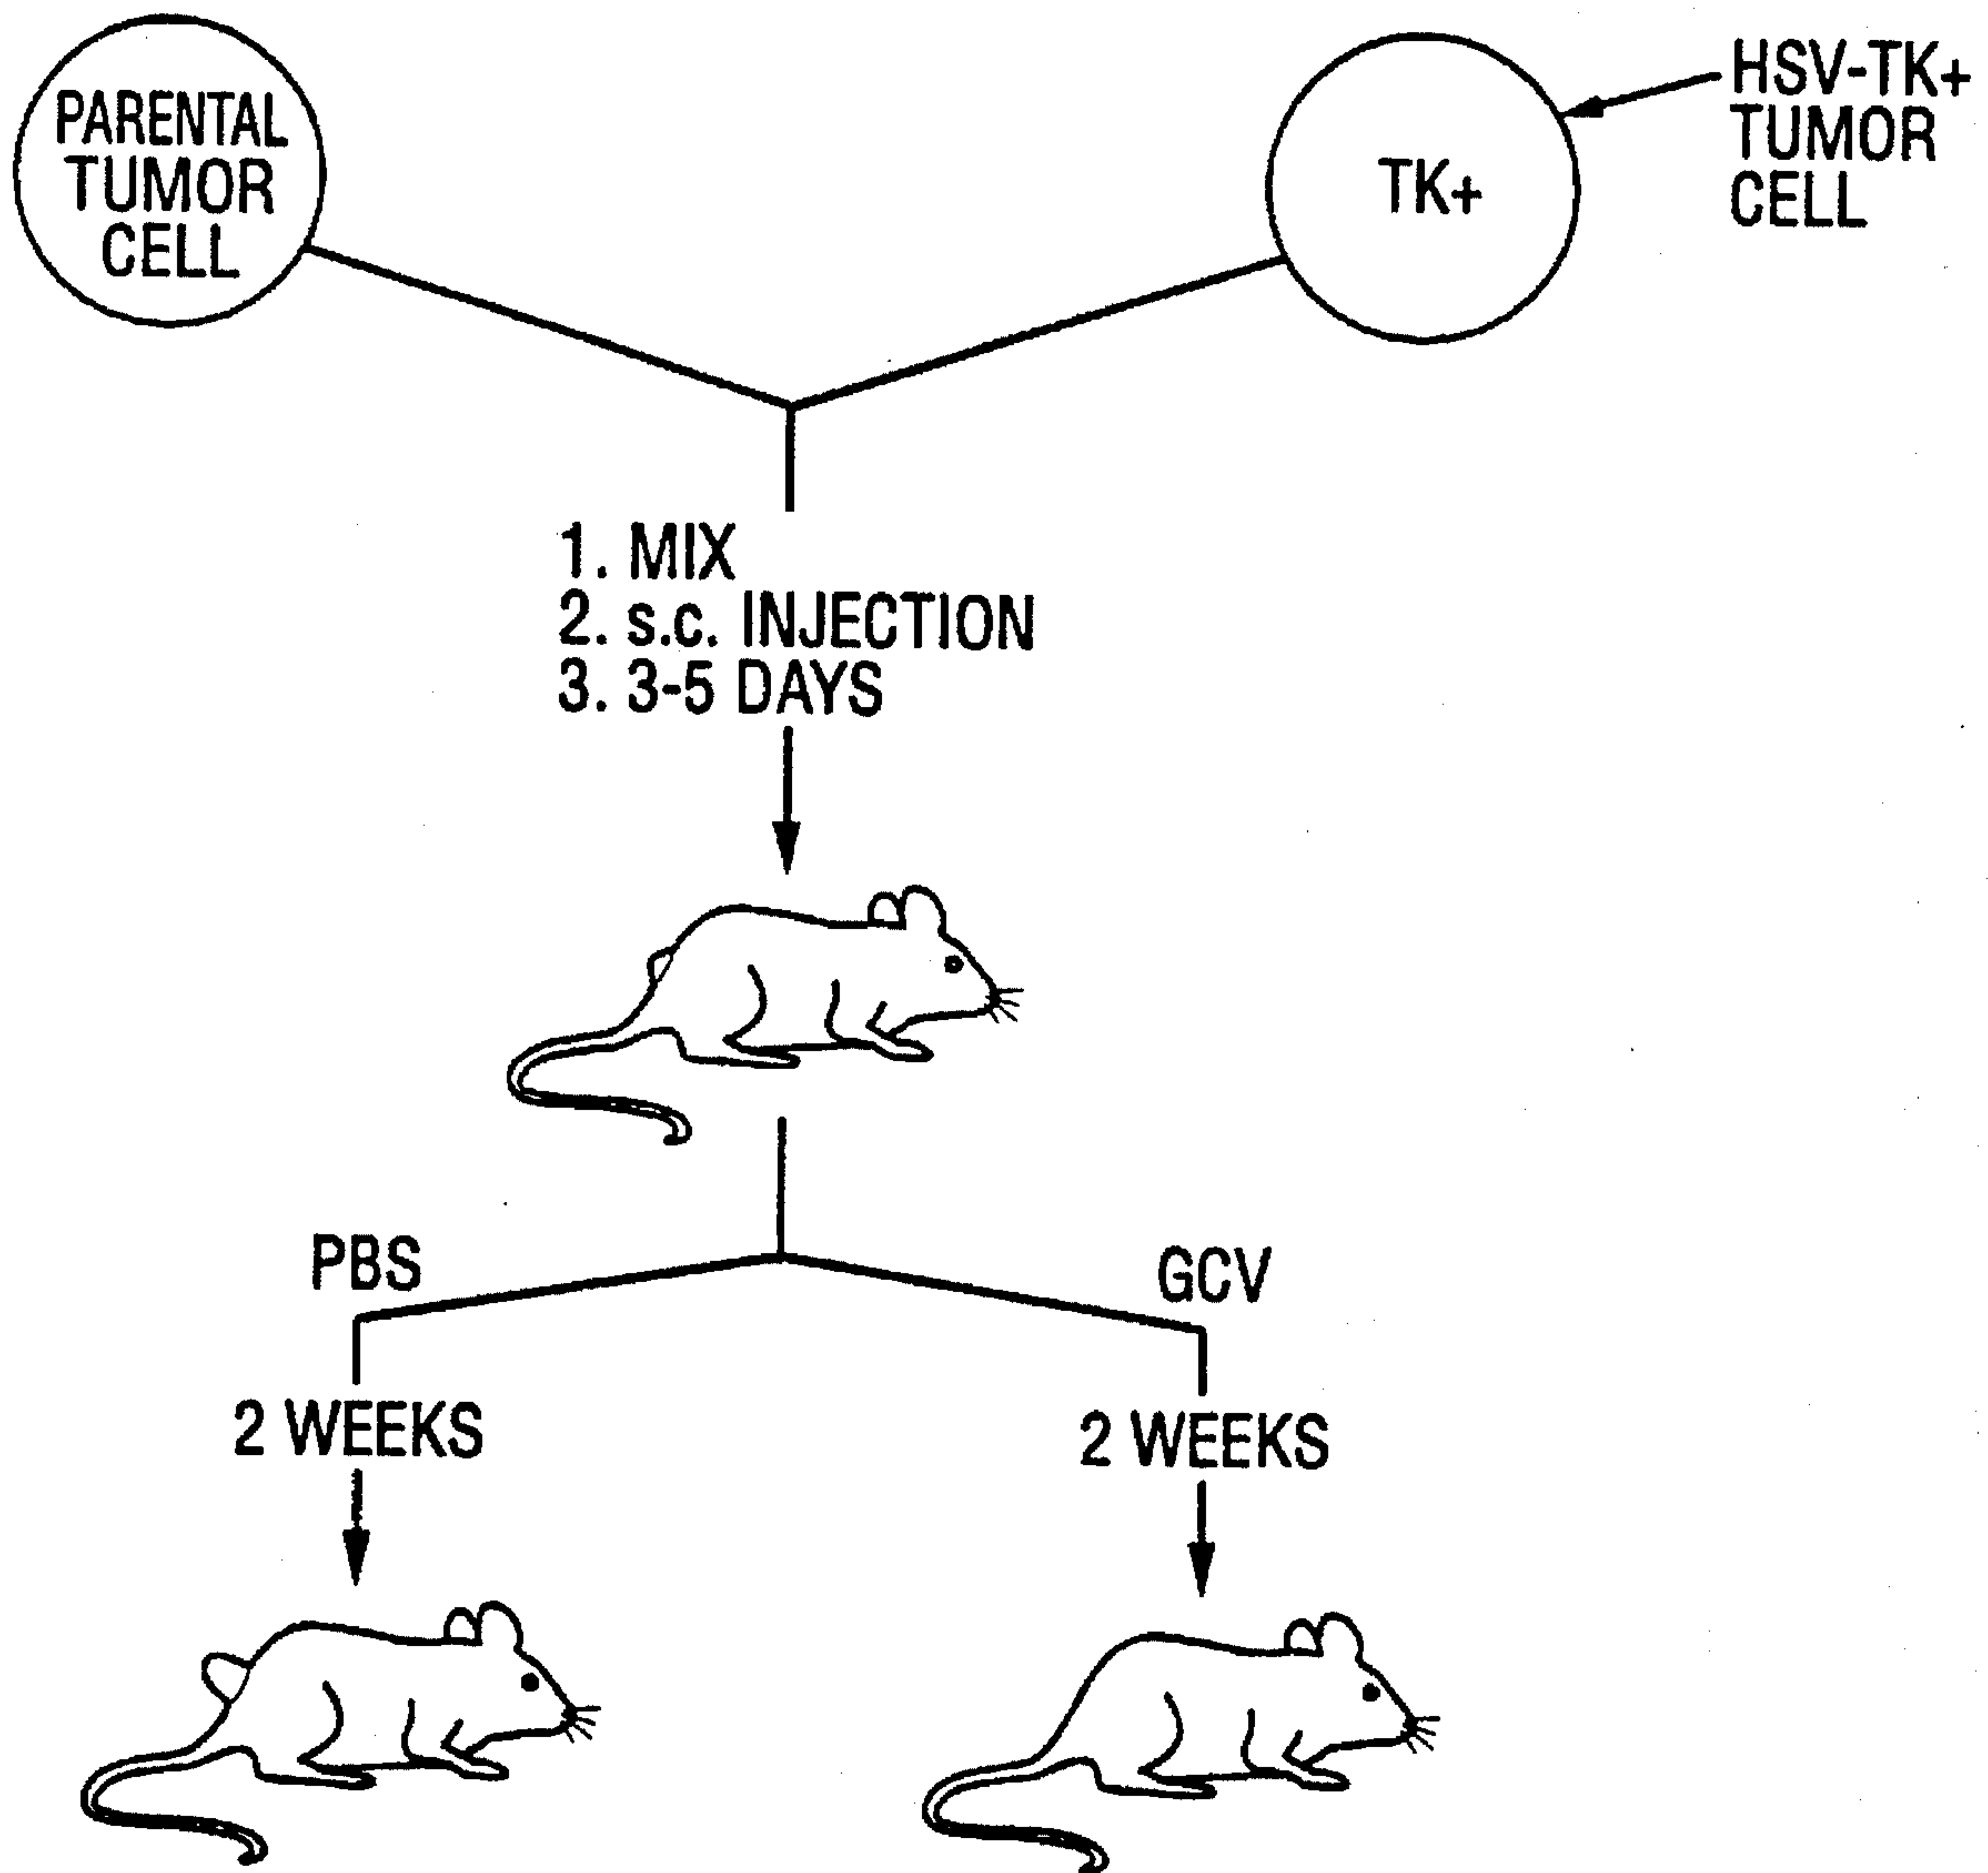 PARENTAL
TUMOR
CELL
TK+
HSV-TK+
TUMOR
CELL
1. MIX
2. s.c. INJECTION
3. 3-5 DAYS
PBS
GCV
2 WEEKS
2 WEEKS